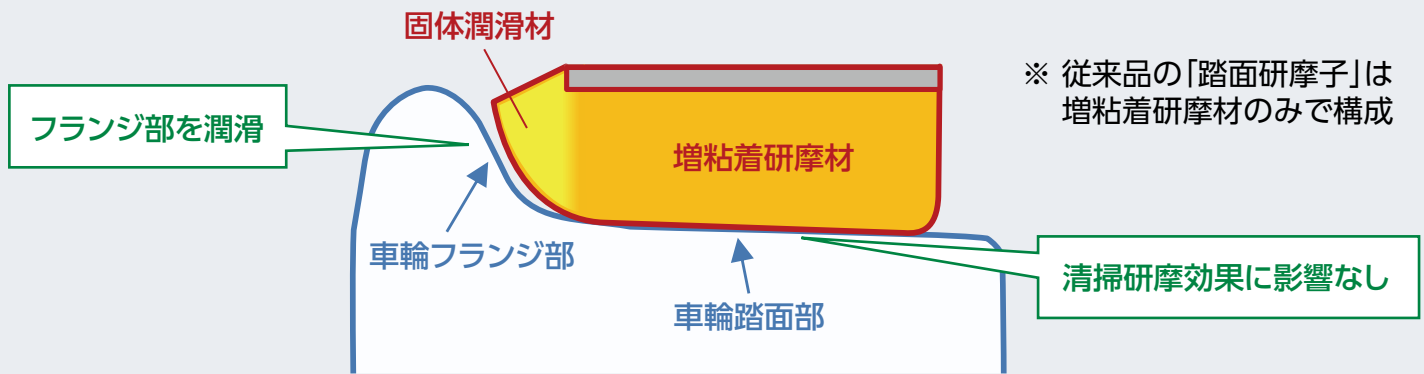 固体潤滑材
※ 従来品の「踏面研摩子」は
増粘着研摩材のみで構成
フランジ部を潤滑
増粘着研摩材
車輪フランジ部
清掃研摩効果に影響なし
車輪踏面部